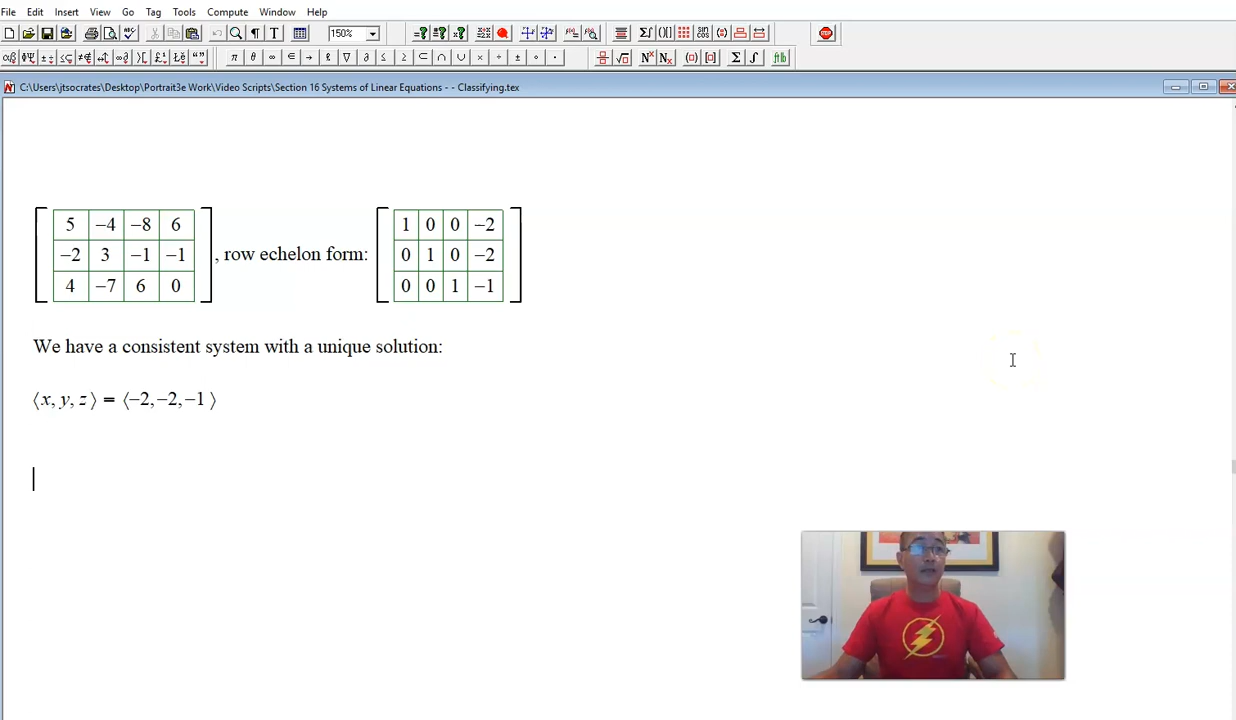 File Edit View Go Tag Tools Compute Window Help
150%
C:\Users\jtsocrates\Desktop\Portrait3e Work\Video Scripts\Section 16 Systems of Linear Equations - - Classifying.tex
5 −4 −8 6
−2 3 −1 −1
4 −7 6 0
, row echelon form:
1 0 0 −2
0 1 0 −2
0 0 1 −1
We have a consistent system with a unique solution:
⟨x, y, z⟩ = ⟨−2,−2,−1⟩